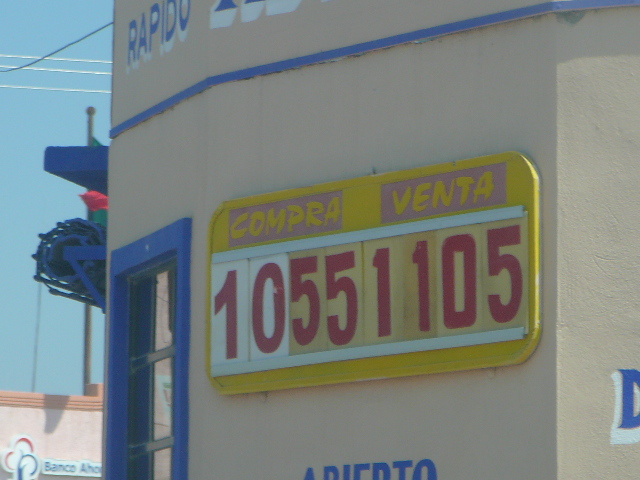 RAPIDO
COMPRA VENTA
10551105
ABIERTO
Banco Aho
D